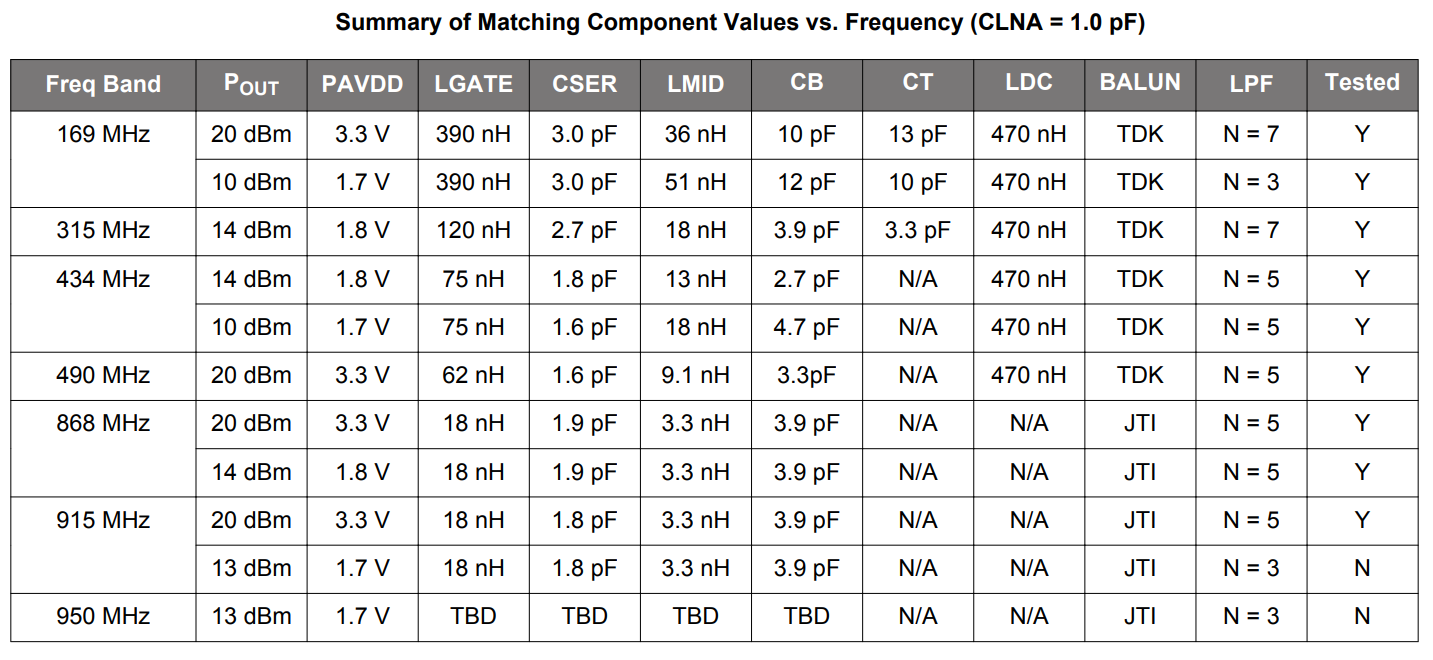 Summary of Matching Component Values vs. Frequency (CLNA = 1.0 pF)
Freq Band POUT PAVDD LGATE CSER LMID CB CT LDC BALUN LPF Tested
169 MHz 20 dBm 3.3 V 390 nH 3.0 pF 36 nH 10 pF 13 pF 470 nH TDK N = 7 Y
10 dBm 1.7 V 390 nH 3.0 pF 51 nH 12 pF 10 pF 470 nH TDK N = 3 Y
315 MHz 14 dBm 1.8 V 120 nH 2.7 pF 18 nH 3.9 pF 3.3 pF 470 nH TDK N = 7 Y
434 MHz 14 dBm 1.8 V 75 nH 1.8 pF 13 nH 2.7 pF N/A 470 nH TDK N = 5 Y
10 dBm 1.7 V 75 nH 1.6 pF 18 nH 4.7 pF N/A 470 nH TDK N = 5 Y
490 MHz 20 dBm 3.3 V 62 nH 1.6 pF 9.1 nH 3.3pF N/A 470 nH TDK N = 5 Y
868 MHz 20 dBm 3.3 V 18 nH 1.9 pF 3.3 nH 3.9 pF N/A N/A JTI N = 5 Y
14 dBm 1.8 V 18 nH 1.9 pF 3.3 nH 3.9 pF N/A N/A JTI N = 5 Y
915 MHz 20 dBm 3.3 V 18 nH 1.8 pF 3.3 nH 3.9 pF N/A N/A JTI N = 5 Y
13 dBm 1.7 V 18 nH 1.8 pF 3.3 nH 3.9 pF N/A N/A JTI N = 3 N
950 MHz 13 dBm 1.7 V TBD TBD TBD TBD N/A N/A JTI N = 3 N